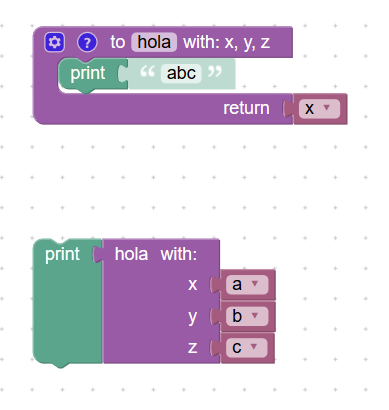 ? to hola with: x, y, z
print “ abc ”
return x
print hola with:
x a
y b
z c